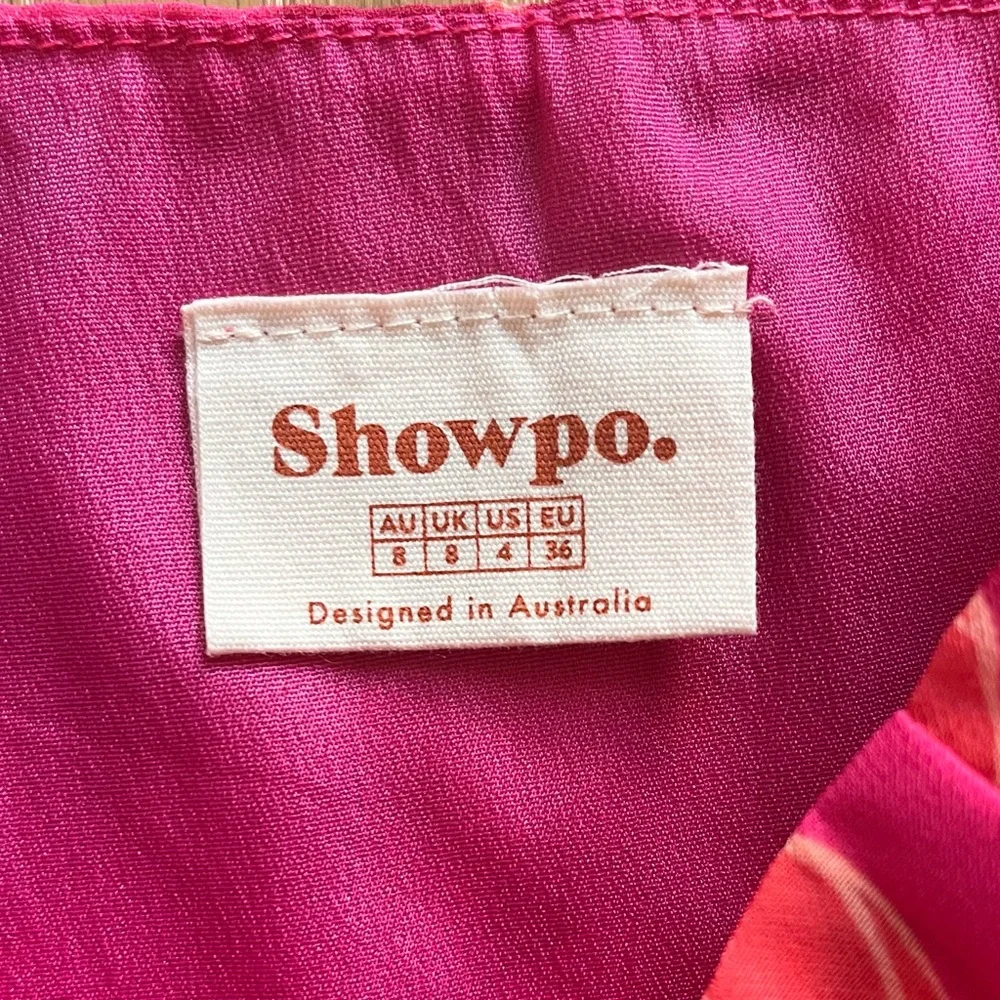 Showpo.
AU UK US EU
8 8 4 36
Designed in Australia